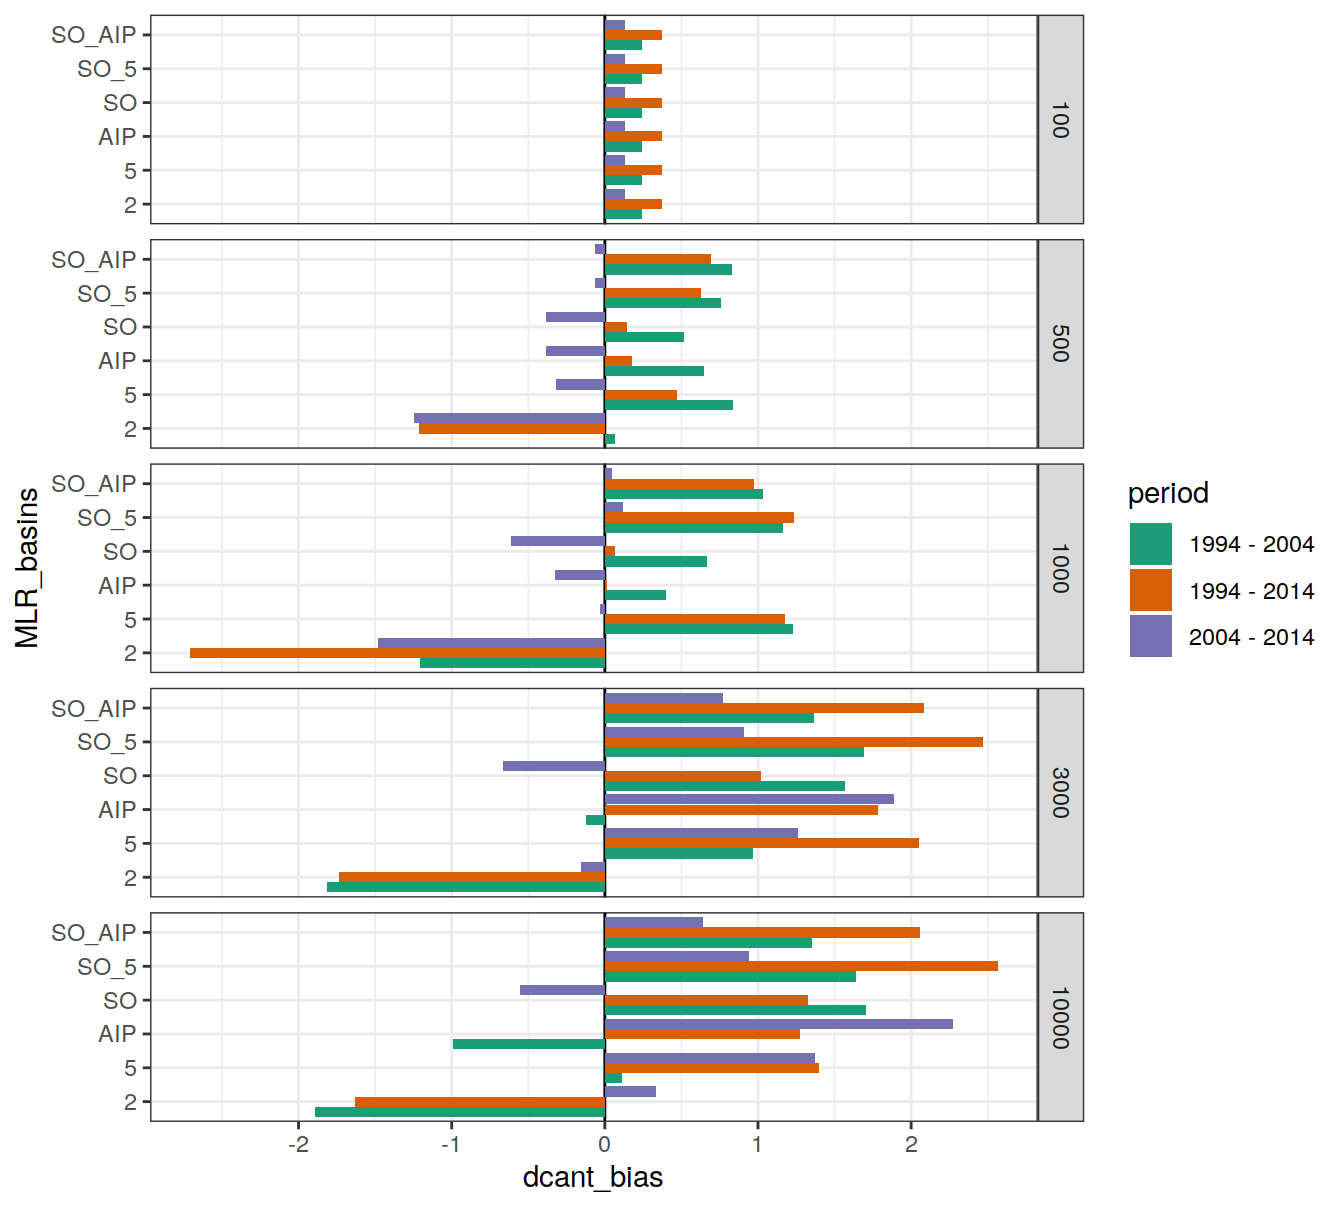 SO_AIP
SO_5
SO
AIP
5
2
100
SO_AIP
SO_5
SO
AIP
5
2
500
SO_AIP
SO_5
SO
AIP
5
2
1000
SO_AIP
SO_5
SO
AIP
5
2
3000
SO_AIP
SO_5
SO
AIP
5
2
10000
-2 -1 0 1 2
dcant_bias
MLR_basins
period
1994 - 2004
1994 - 2014
2004 - 2014